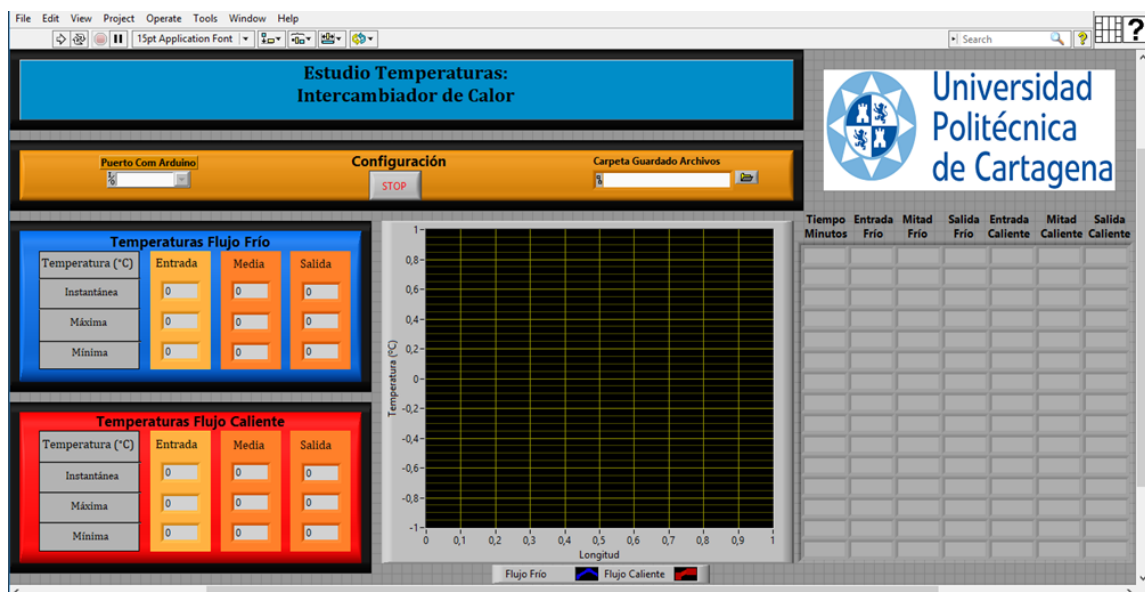 File Edit View Project Operate Tools Window Help
15pt Application Font
Search
?
?
Estudio Temperaturas:
Intercambiador de Calor
Universidad
Politécnica
de Cartagena
Puerto Com Arduino
Configuración
STOP
Carpeta Guardado Archivos
Temperaturas Flujo Frío
Temperatura (°C) Entrada Media Salida
Instantánea 0 0 0
Máxima 0 0 0
Mínima 0 0 0
Temperaturas Flujo Caliente
Temperatura (°C) Entrada Media Salida
Instantánea 0 0 0
Máxima 0 0 0
Mínima 0 0 0
Temperatura (ºC)
1
0,8
0,6
0,4
0,2
0
-0,2
-0,4
-0,6
-0,8
-1
0 0,1 0,2 0,3 0,4 0,5 0,6 0,7 0,8 0,9 1
Longitud
Flujo Frío Flujo Caliente
Tiempo Entrada Mitad Salida Entrada Mitad Salida
Minutos Frío Frío Frío Caliente Caliente Caliente